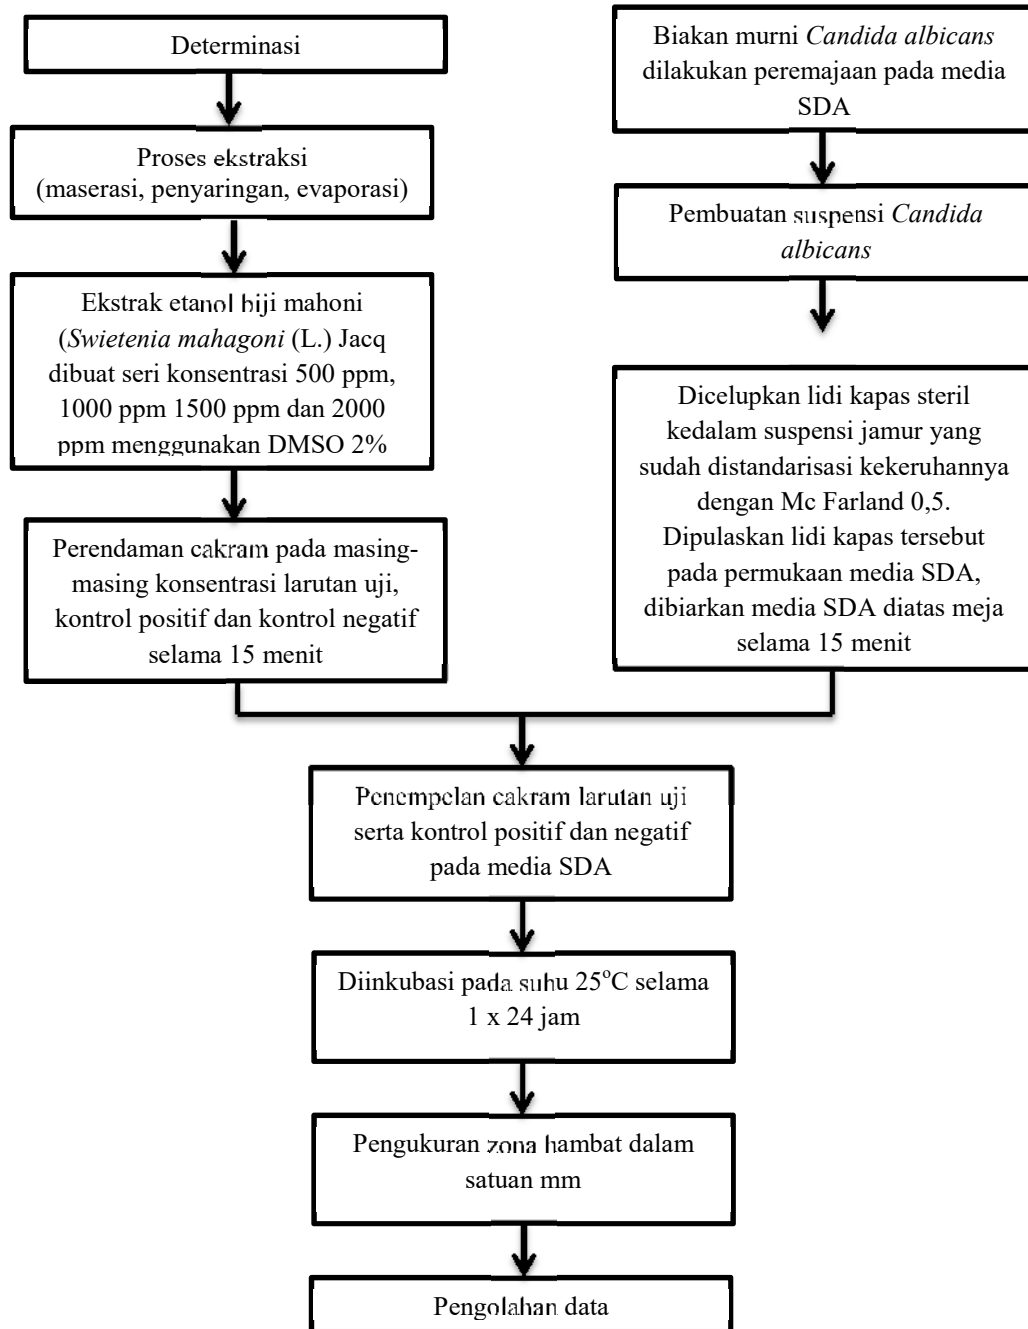 Determinasi
Proses ekstraksi
(maserasi, penyaringan, evaporasi)
Ekstrak etanol biji mahoni
(Swietenia mahagoni (L.) Jacq
dibuat seri konsentrasi 500 ppm,
1000 ppm 1500 ppm dan 2000
ppm menggunakan DMSO 2%
Perendaman cakram pada masing-
masing konsentrasi larutan uji,
kontrol positif dan kontrol negatif
selama 15 menit
Biakan murni Candida albicans
dilakukan peremajaan pada media
SDA
Pembuatan suspensi Candida
albicans
Dicelupkan lidi kapas steril
kedalam suspensi jamur yang
sudah distandarisasi kekeruhannya
dengan Mc Farland 0,5.
Dipulaskan lidi kapas tersebut
pada permukaan media SDA,
dibiarkan media SDA diatas meja
selama 15 menit
Penempelan cakram larutan uji
serta kontrol positif dan negatif
pada media SDA
Diinkubasi pada suhu 25°C selama
1 x 24 jam
Pengukuran zona hambat dalam
satuan mm
Pengolahan data